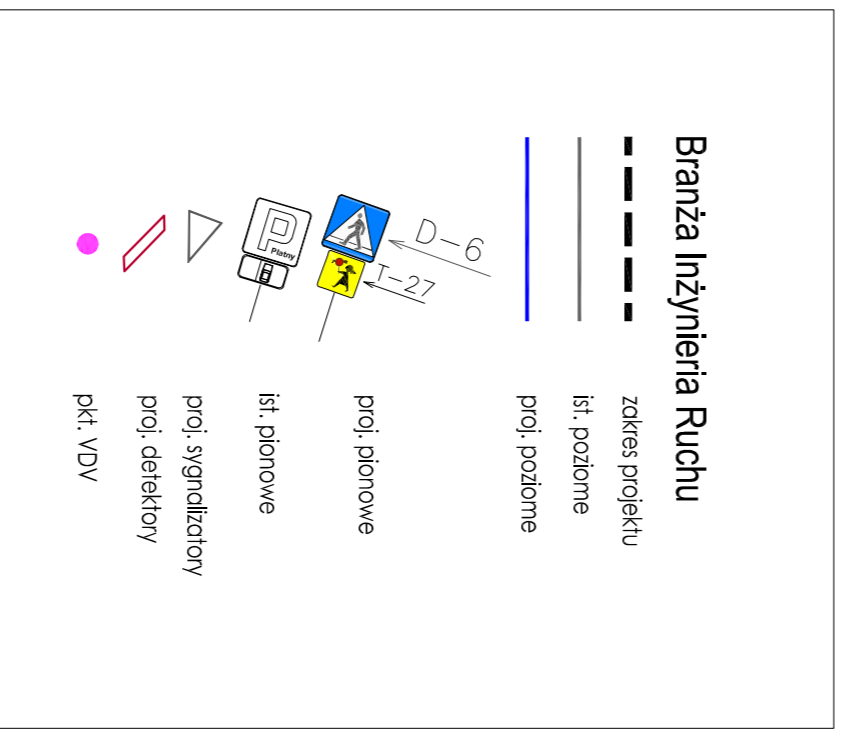 Branża Inżynieria Ruchu
zakres projektu
ist. poziome
proj. poziome
D-6
T-27
proj. pionowe
P
Płatny
ist. pionowe
proj. sygnalizatory
proj. detektory
pkt. VDV